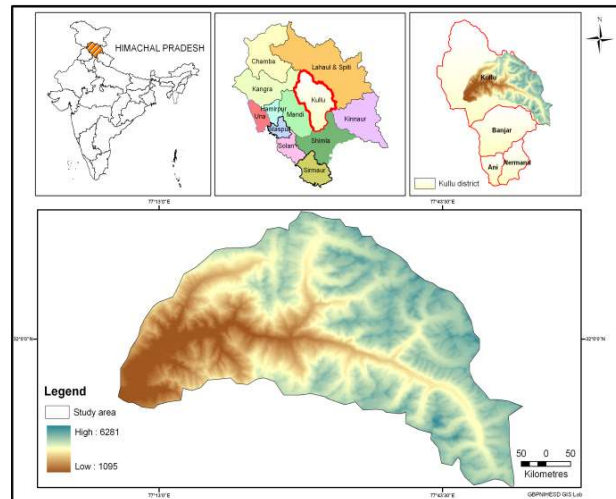 HIMACHAL PRADESH
Chamba
Lahaul & Spiti
Kangra
Kullu
Hamirpur
Mandi
Una
Kinnaur
Shimla
Solan
Sirmaur
N
Kullu
Banjar
Ani
Nermand
Kullu district
77°13'0"E
77°43'30"E
Legend
Study area
High : 6281
Low : 1095
50 0 50
Kilometres
77°13'0"E
77°43'30"E
GBPNIHESD GIS Lab